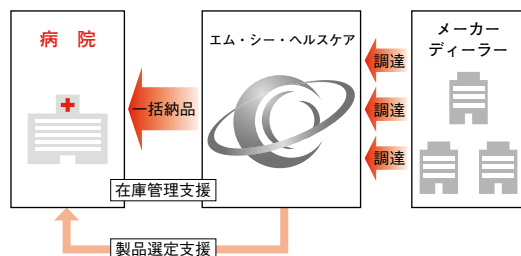 病院
エム・シー・ヘルスケア
メーカー
ディーラー
調達
一括納品
調達
調達
在庫管理支援
製品選定支援